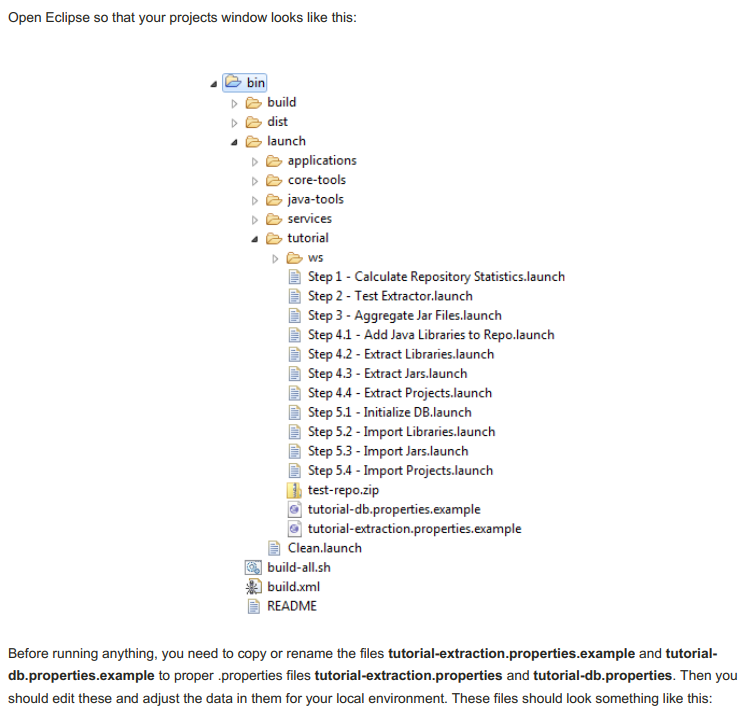 Open Eclipse so that your projects window looks like this:
bin
build
dist
launch
applications
core-tools
java-tools
services
tutorial
ws
Step 1 - Calculate Repository Statistics.launch
Step 2 - Test Extractor.launch
Step 3 - Aggregate Jar Files.launch
Step 4.1 - Add Java Libraries to Repo.launch
Step 4.2 - Extract Libraries.launch
Step 4.3 - Extract Jars.launch
Step 4.4 - Extract Projects.launch
Step 5.1 - Initialize DB.launch
Step 5.2 - Import Libraries.launch
Step 5.3 - Import Jars.launch
Step 5.4 - Import Projects.launch
test-repo.zip
tutorial-db.properties.example
tutorial-extraction.properties.example
Clean.launch
build-all.sh
build.xml
README
Before running anything, you need to copy or rename the files tutorial-extraction.properties.example and tutorial-
db.properties.example to proper .properties files tutorial-extraction.properties and tutorial-db.properties. Then you
should edit these and adjust the data in them for your local environment. These files should look something like this: